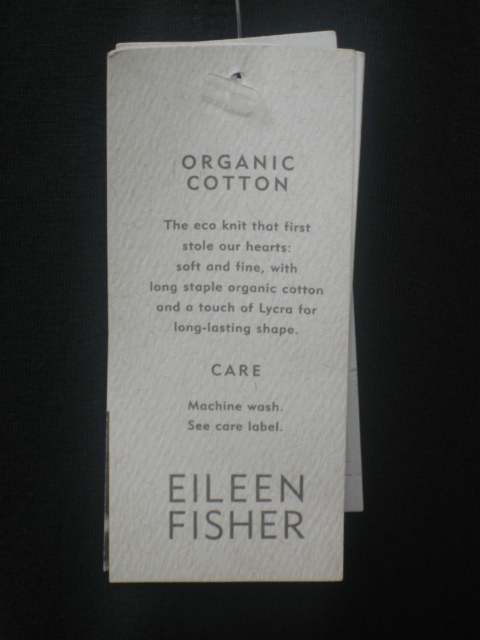 ORGANIC
COTTON
The eco knit that first
stole our hearts:
soft and fine, with
long staple organic cotton
and a touch of Lycra for
long-lasting shape.
CARE
Machine wash.
See care label.
EILEEN
FISHER